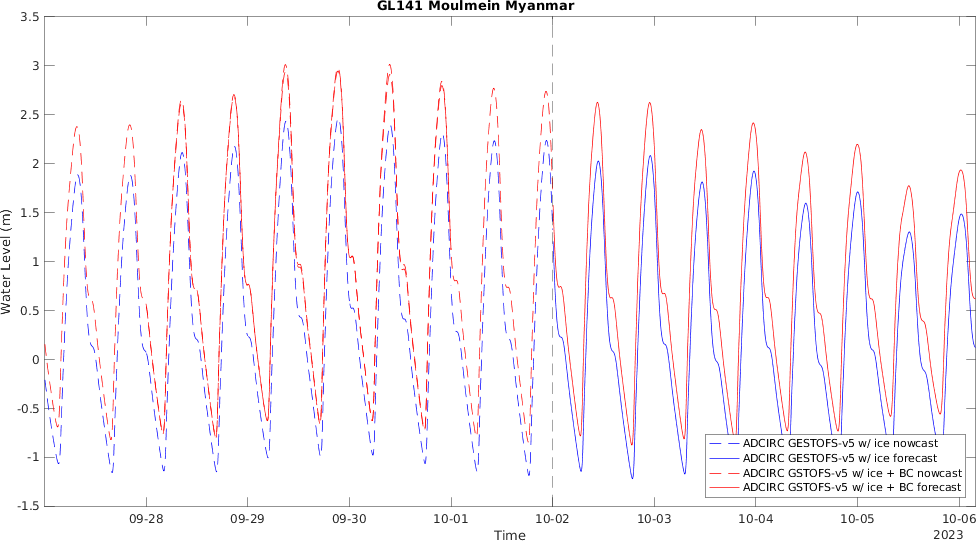 GL141 Moulmein Myanmar
3.5
3
2.5
2
1.5
1
0.5
0
-0.5
-1
-1.5
Water Level (m)
ADCIRC GESTOFS-v5 w/ ice nowcast
ADCIRC GESTOFS-v5 w/ ice forecast
ADCIRC GSTOFS-v5 w/ ice + BC nowcast
ADCIRC GSTOFS-v5 w/ ice + BC forecast
09-28 09-29 09-30 10-01 10-02 10-03 10-04 10-05 10-06
Time
2023